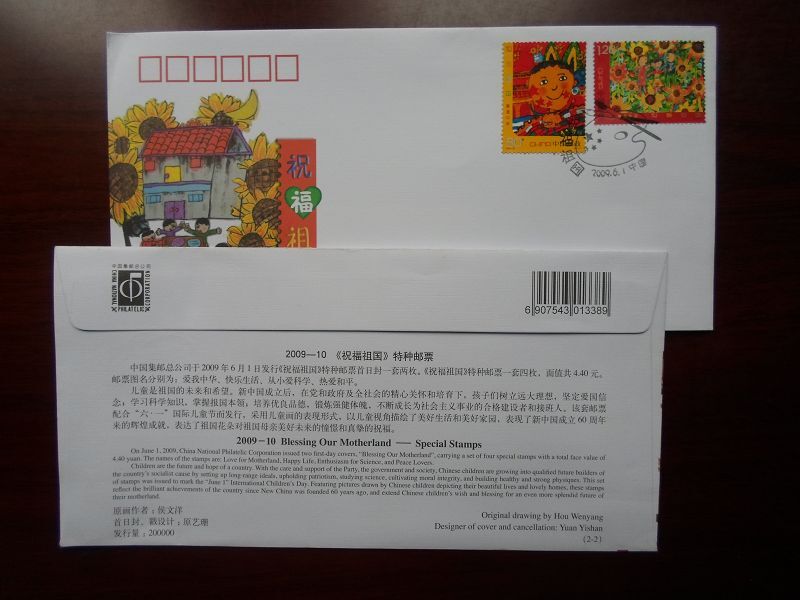 120
CHINA 中国邮政
祝
福
祖
祝福祖国
2009.6.1 中国
中国集邮总公司
CHINA NATIONAL
PHILATELIC
CORPORATION
6 907543 013389
2009—10 《祝福祖国》特种邮票
中国集邮总公司于2009年6月1日发行《祝福祖国》特种邮票首日封一套两枚。《祝福祖国》特种邮票一套四枚，面值共4.40元。
邮票图名分别为：爱我中华、快乐生活、从小爱科学、热爱和平。
儿童是祖国的未来和希望。新中国成立后，在党和政府及全社会的精心关怀和培育下，孩子们树立远大理想，坚定爱国信
念；学习科学知识，掌握报国本领；培养优良品德，锻炼强健体魄，不断成长为社会主义事业的合格建设者和接班人。该套邮票
配合“六·一”国际儿童节而发行，采用儿童画的表现形式，以儿童视角描绘了美好生活和美好家园，表现了新中国成立60周年
来的辉煌成就，表达了祖国花朵对祖国母亲美好未来的憧憬和真挚的祝福。
2009—10 Blessing Our Motherland — Special Stamps
On June 1, 2009, China National Philatelic Corporation issued two first-day covers, "Blessing Our Motherland", carrying a set of four special stamps with a total face value of
4.40 yuan. The names of the stamps are: Love for Motherland, Happy Life, Enthusiasm for Science, and Peace Lovers.
Children are the future and hope of a country. With the care and support of the Party, the government and society, Chinese children are growing into qualified future builders of
the country's socialist cause by setting up long-range ideals, upholding patriotism, studying science, cultivating moral integrity, and building healthy and strong physiques. This set
of stamps was issued to mark the "June 1" International Children's Day. Featuring pictures drawn by Chinese children depicting their beautiful lives and lovely homes, these stamps
reflect the brilliant achievements of the country since New China was founded 60 years ago, and extend Chinese children's wish and blessing for an even more splendid future of
their motherland.
原画作者：侯文洋
首日封、戳设计：原艺珊
发行量：200000
Original drawing by Hou Wenyang
Designer of cover and cancellation: Yuan Yishan
(2-2)